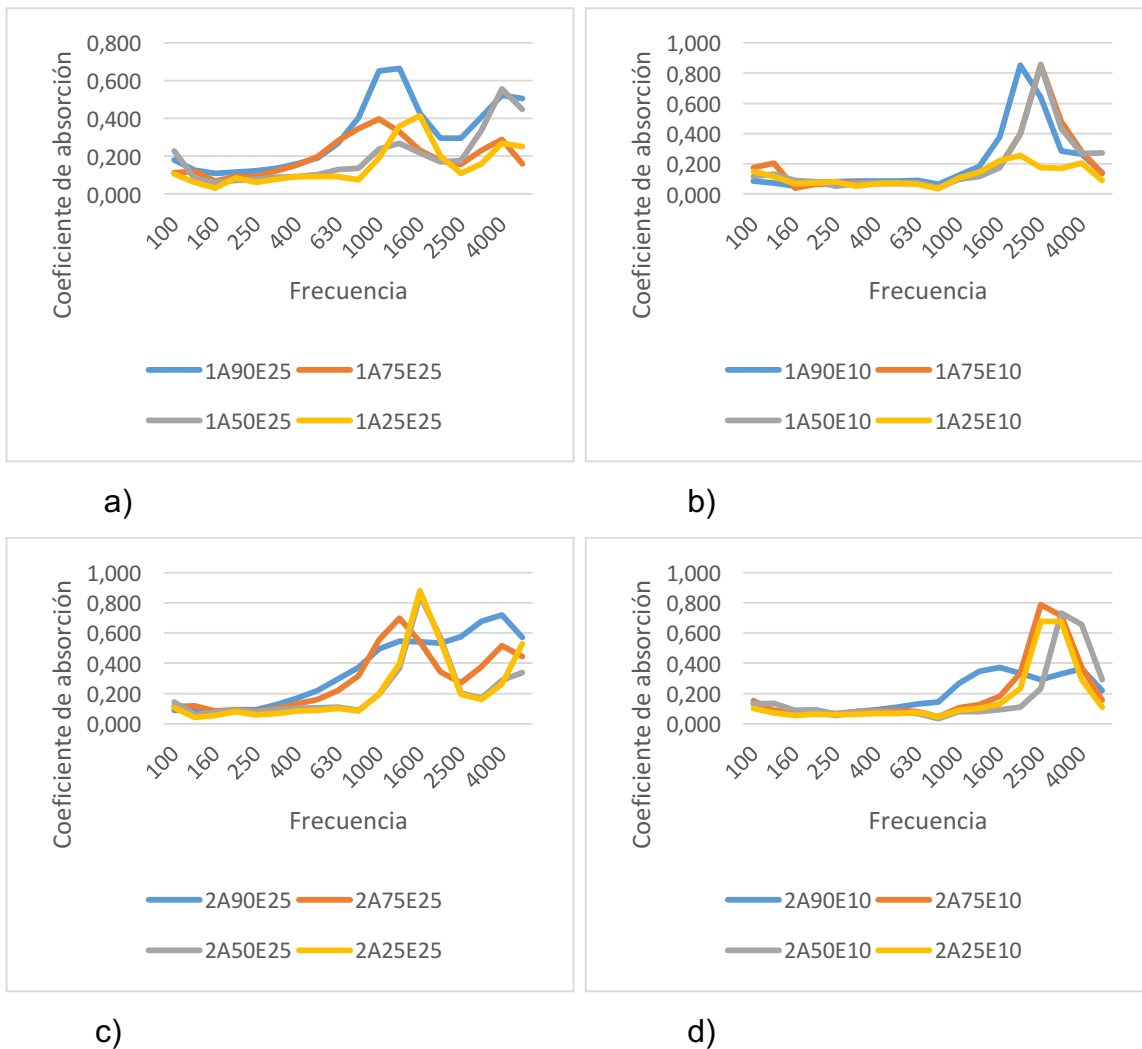 Coeficiente de absorción
0,800
0,600
0,400
0,200
0,000
100 160 250 400 630 1000 1600 2500 4000
Frecuencia
1A90E25 1A75E25
1A50E25 1A25E25
a)
Coeficiente de absorción
1,000
0,800
0,600
0,400
0,200
0,000
100 160 250 400 630 1000 1600 2500 4000
Frecuencia
1A90E10 1A75E10
1A50E10 1A25E10
b)
Coeficiente de absorción
1,000
0,800
0,600
0,400
0,200
0,000
100 160 250 400 630 1000 1600 2500 4000
Frecuencia
2A90E25 2A75E25
2A50E25 2A25E25
c)
Coeficiente de absorción
1,000
0,800
0,600
0,400
0,200
0,000
100 160 250 400 630 1000 1600 2500 4000
Frecuencia
2A90E10 2A75E10
2A50E10 2A25E10
d)